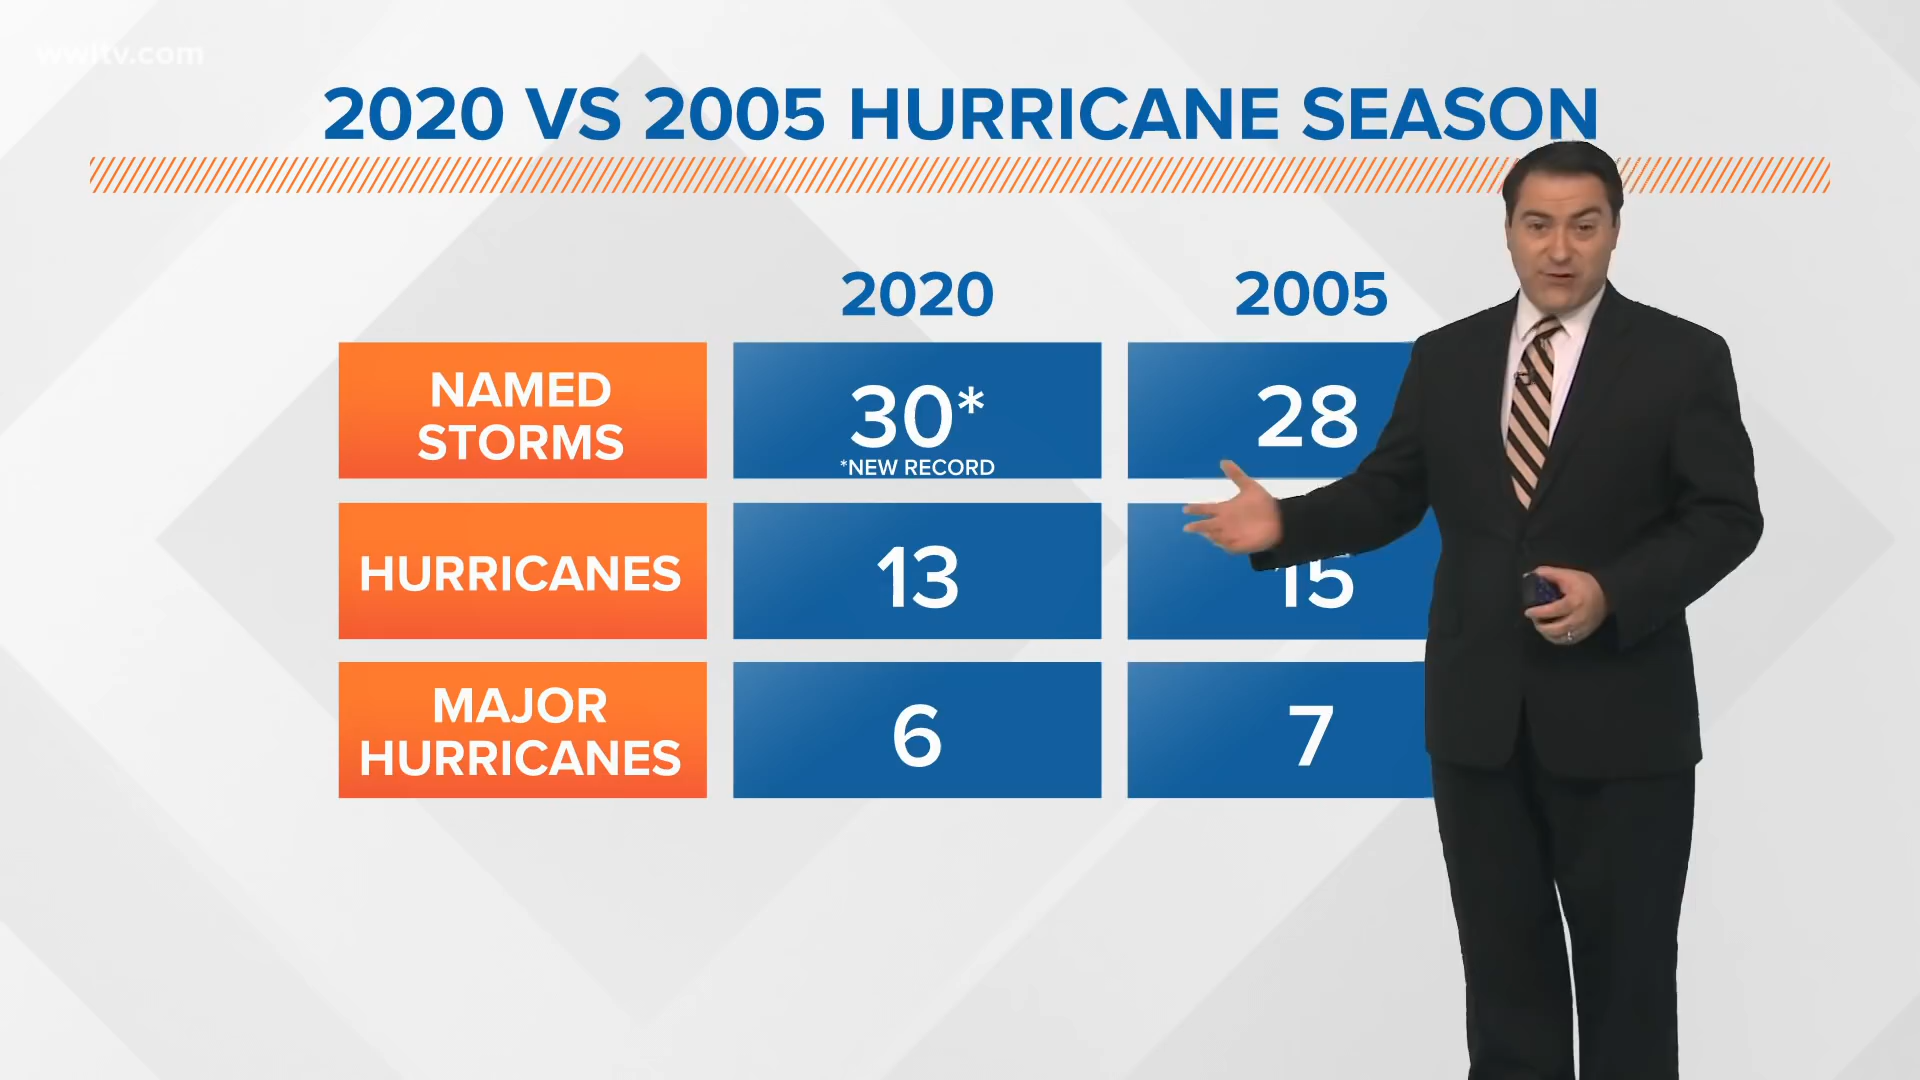 wwltv.com
2020 VS 2005 HURRICANE SEASON
2020 2005
NAMED
STORMS
30*
*NEW RECORD
28
HURRICANES
13
15
MAJOR
HURRICANES
6
7